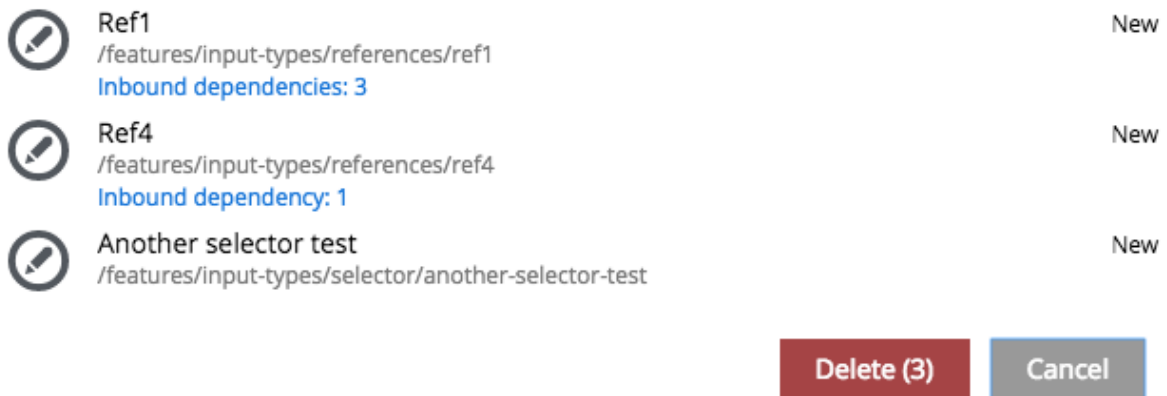 Ref1
New
/features/input-types/references/ref1
Inbound dependencies: 3
Ref4
New
/features/input-types/references/ref4
Inbound dependency: 1
Another selector test
New
/features/input-types/selector/another-selector-test
Delete (3)
Cancel